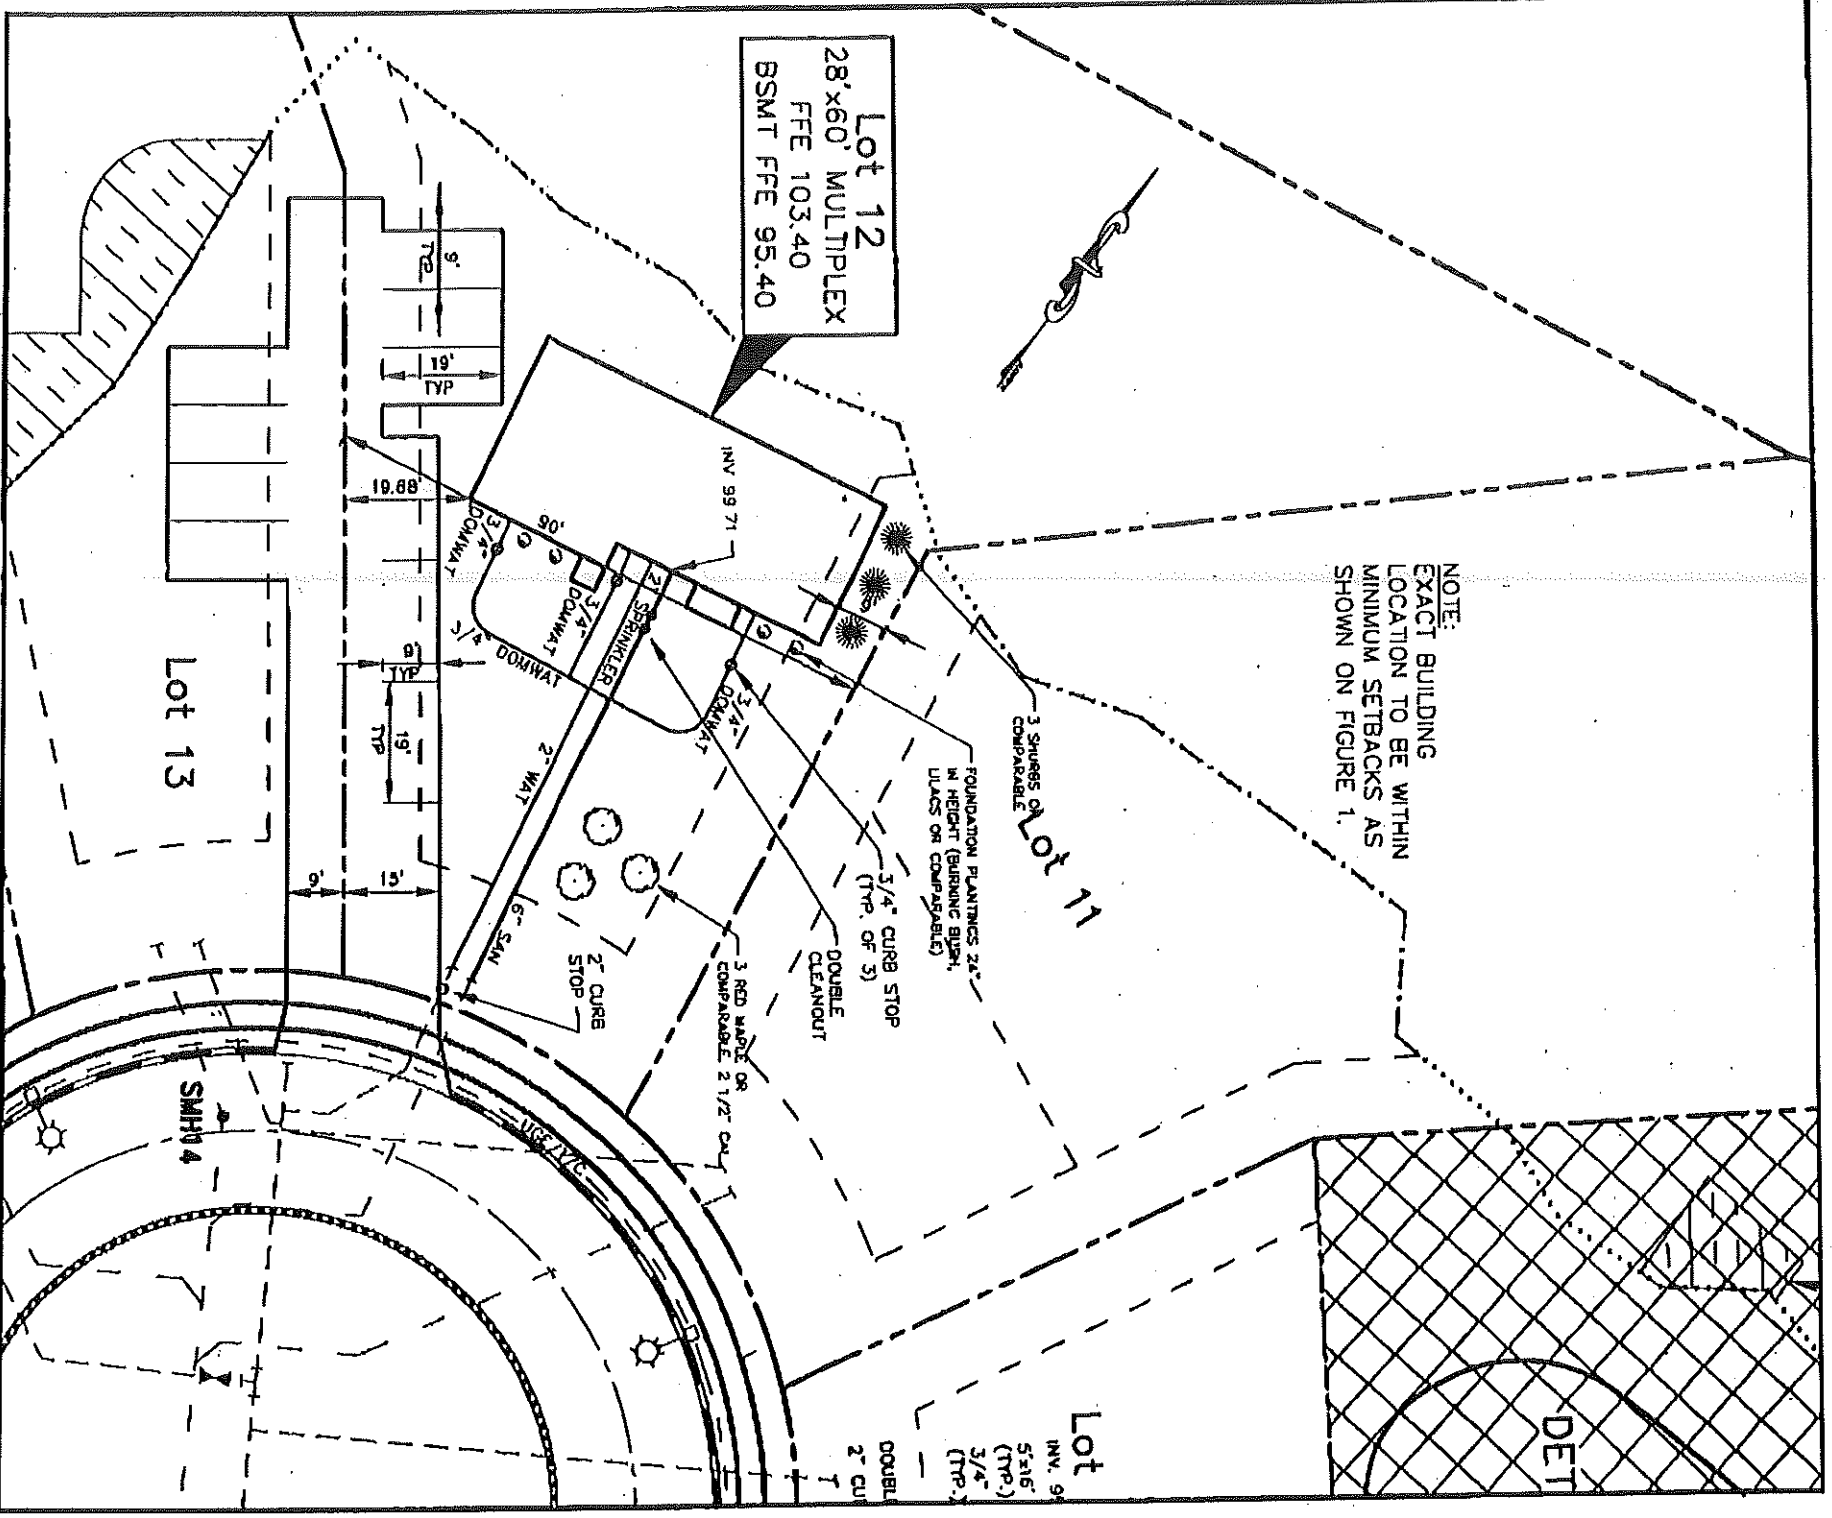 Lot 12
28'x60' MULTIPLEX
FFE 103.40
BSMT FFE 95.40
NOTE:
EXACT BUILDING
LOCATION TO BE WITHIN
MINIMUM SETBACKS AS
SHOWN ON FIGURE 1.
9'
TYP
19'
TYP
19.68'
INV 99 71
3/4"
DOMWAT
3/4"
DOMWAT
2"
SPRINKLER
3/4" DOMWAT
3/4"
DOMWAT
9'
TYP
19'
TYP
2" WAT
6" SAN
3 SHURBS OR
COMPARABLE
Lot 11
FOUNDATION PLANTINGS 24"
IN HEIGHT (BURNING BUSH,
LILACS OR COMPARABLE)
3/4" CURB STOP
(TYP. OF 3)
DOUBLE
CLEANOUT
3 RED MAPLE OR
COMPARABLE 2 1/2" CAL
2" CURB
STOP
Lot 13
9'
15'
SMH14
UGE/T/C
Lot
INV. 9
5'x16'
(TYP.)
3/4"
(TYP.
DOUBL
2" CU
DET